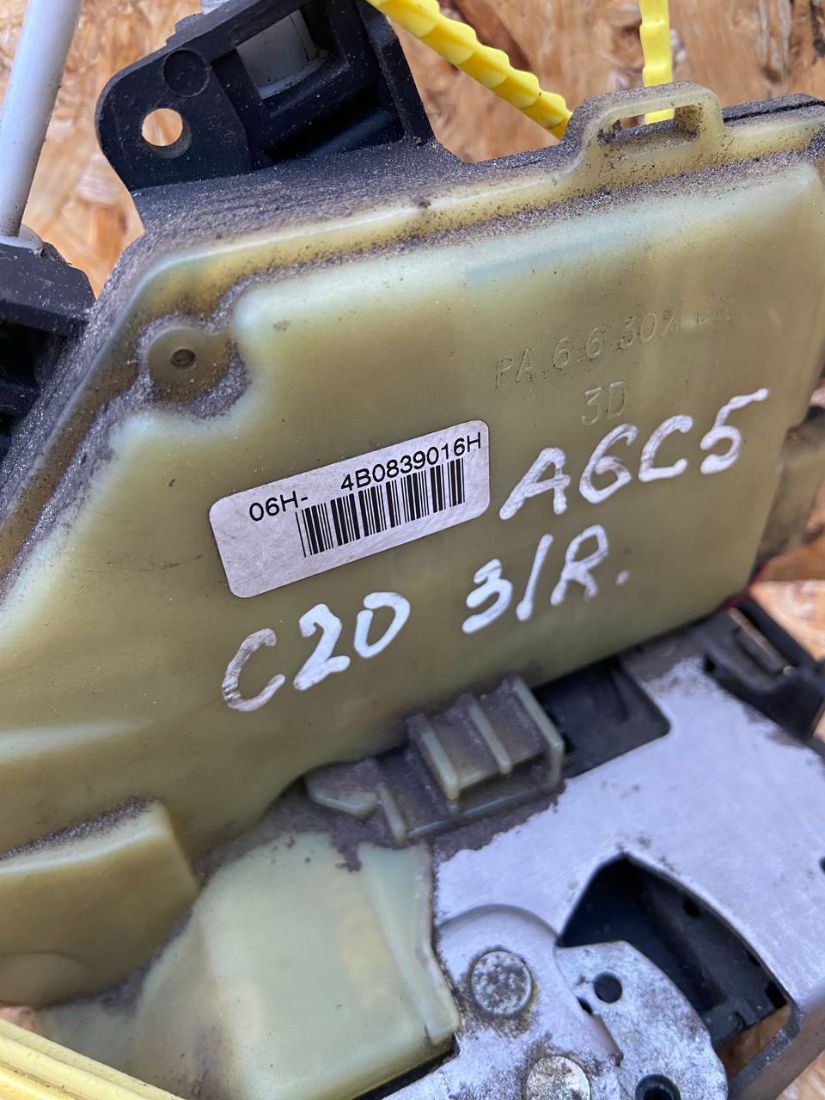 PA 6.6 30%
3D
06H- 4B0839016H
A6C5
C20 3/R.